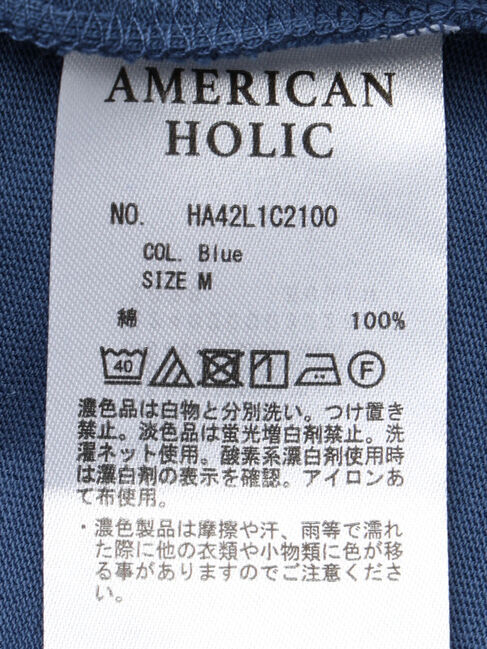 AMERICAN
HOLIC
NO. HA42L1C2100
COL. Blue
SIZE M
綿 100%
40 F
濃色品は白物と分別洗い。つけ置き
禁止。淡色品は蛍光増白剤禁止。洗
濯ネット使用。酸素系漂白剤使用時
は漂白剤の表示を確認。アイロンあ
て布使用。
・濃色製品は摩擦や汗、雨等で濡れ
た際に他の衣類や小物類に色が移
る事がありますのでご注意くださ
い。